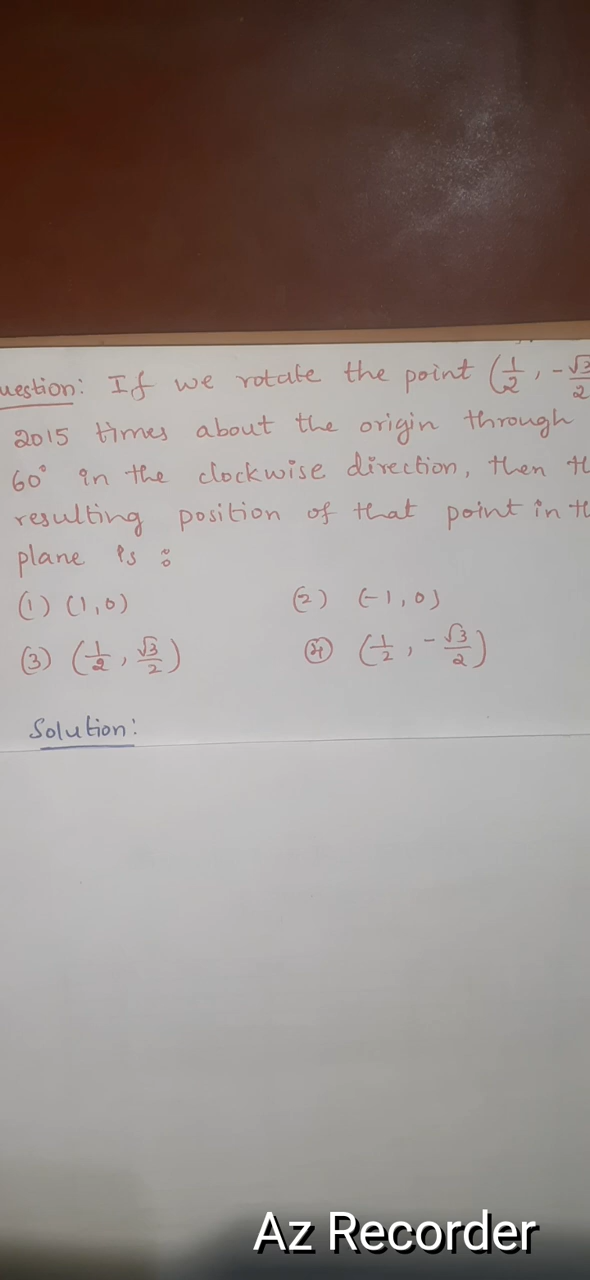 uestion: If we rotate the point (1/2, -√3/2
2015 times about the origin through
60° in the clockwise direction, then th
resulting position of that point in th
plane is :
(1) (1, 0) (2) (-1, 0)
(3) (1/2, √3/2) (4) (1/2, -√3/2)
Solution:
Az Recorder